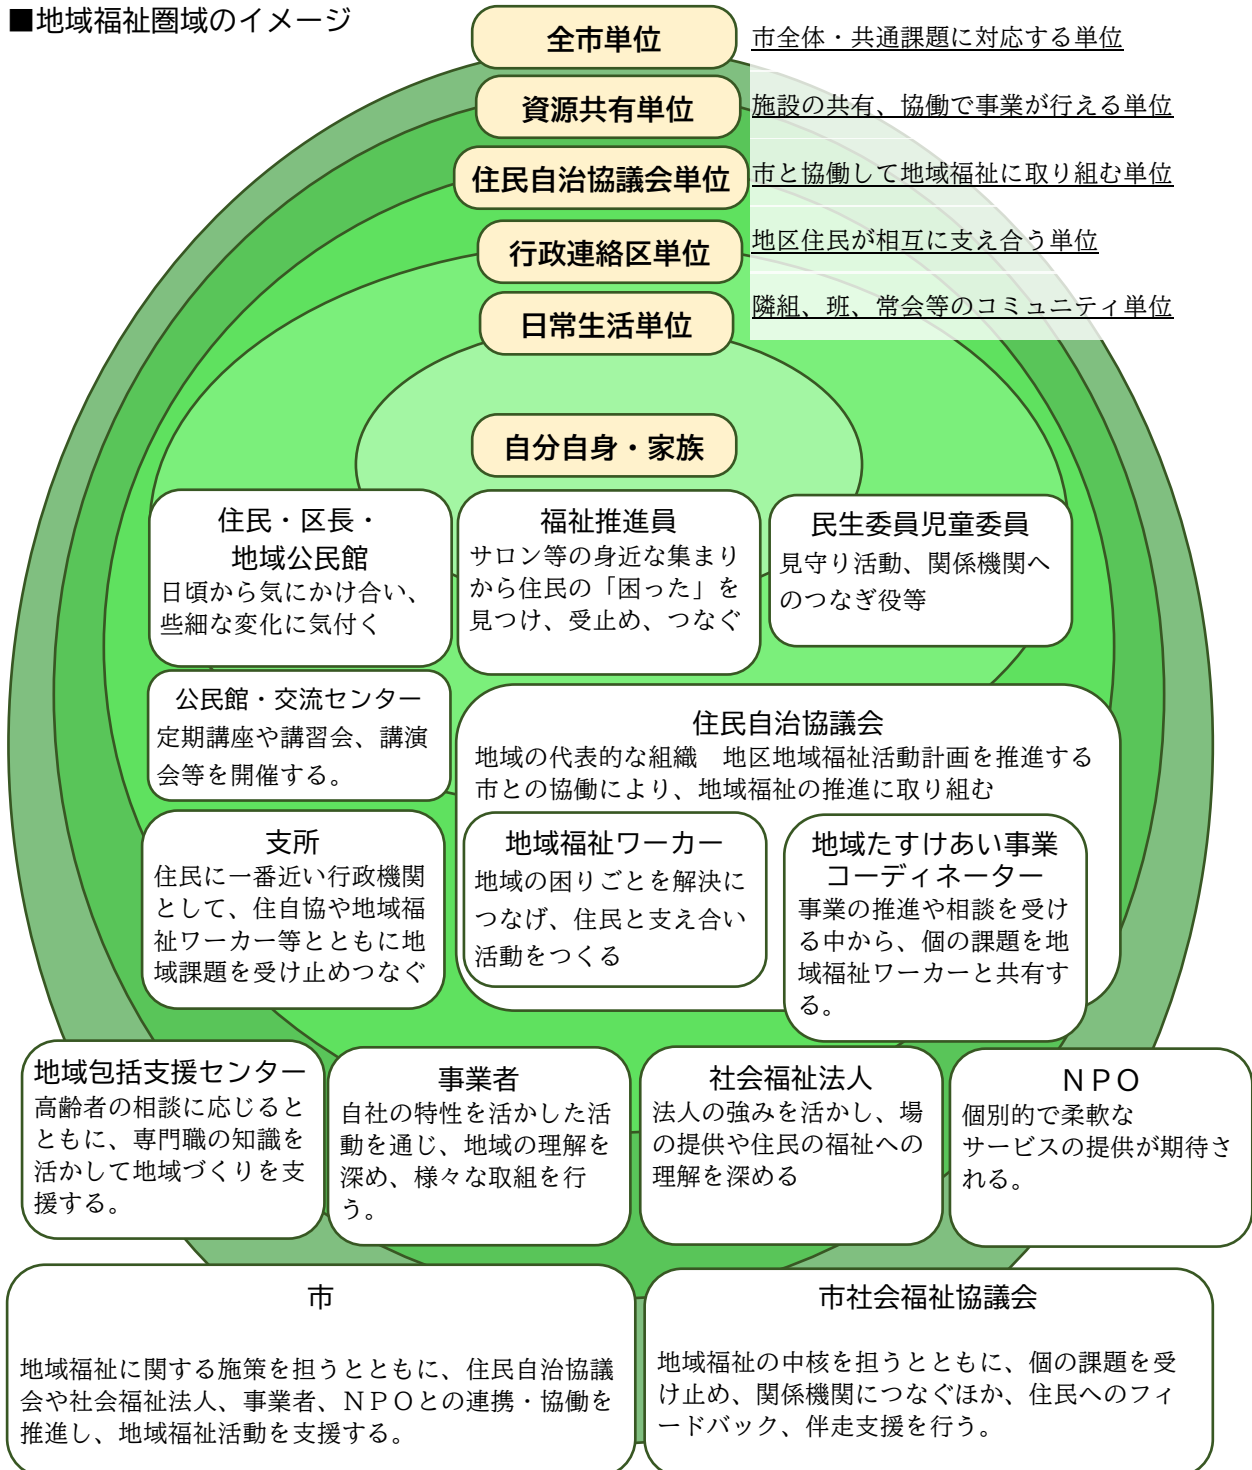 ■地域福祉圏域のイメージ
全市単位
市全体・共通課題に対応する単位
資源共有単位
施設の共有、協働で事業が行える単位
住民自治協議会単位
市と協働して地域福祉に取り組む単位
行政連絡区単位
地区住民が相互に支え合う単位
日常生活単位
隣組、班、常会等のコミュニティ単位
自分自身・家族
住民・区長・
地域公民館
日頃から気にかけ合い、
些細な変化に気付く
福祉推進員
サロン等の身近な集まり
から住民の「困った」を
見つけ、受止め、つなぐ
民生委員児童委員
見守り活動、関係機関へ
のつなぎ役等
公民館・交流センター
定期講座や講習会、講演
会等を開催する。
住民自治協議会
地域の代表的な組織　地区地域福祉活動計画を推進する
市との協働により、地域福祉の推進に取り組む
支所
住民に一番近い行政機関
として、住自協や地域福
祉ワーカー等とともに地
域課題を受け止めつなぐ
地域福祉ワーカー
地域の困りごとを解決に
つなげ、住民と支え合い
活動をつくる
地域たすけあい事業
コーディネーター
事業の推進や相談を受け
る中から、個の課題を地
域福祉ワーカーと共有す
る。
地域包括支援センター
高齢者の相談に応じると
ともに、専門職の知識を
活かして地域づくりを支
援する。
事業者
自社の特性を活かした活
動を通じ、地域の理解を
深め、様々な取組を行
う。
社会福祉法人
法人の強みを活かし、場
の提供や住民の福祉への
理解を深める
ＮＰＯ
個別的で柔軟な
サービスの提供が期待さ
れる。
市
地域福祉に関する施策を担うとともに、住民自治協議
会や社会福祉法人、事業者、ＮＰＯとの連携・協働を
推進し、地域福祉活動を支援する。
市社会福祉協議会
地域福祉の中核を担うとともに、個の課題を受
け止め、関係機関につなぐほか、住民へのフィ
ードバック、伴走支援を行う。